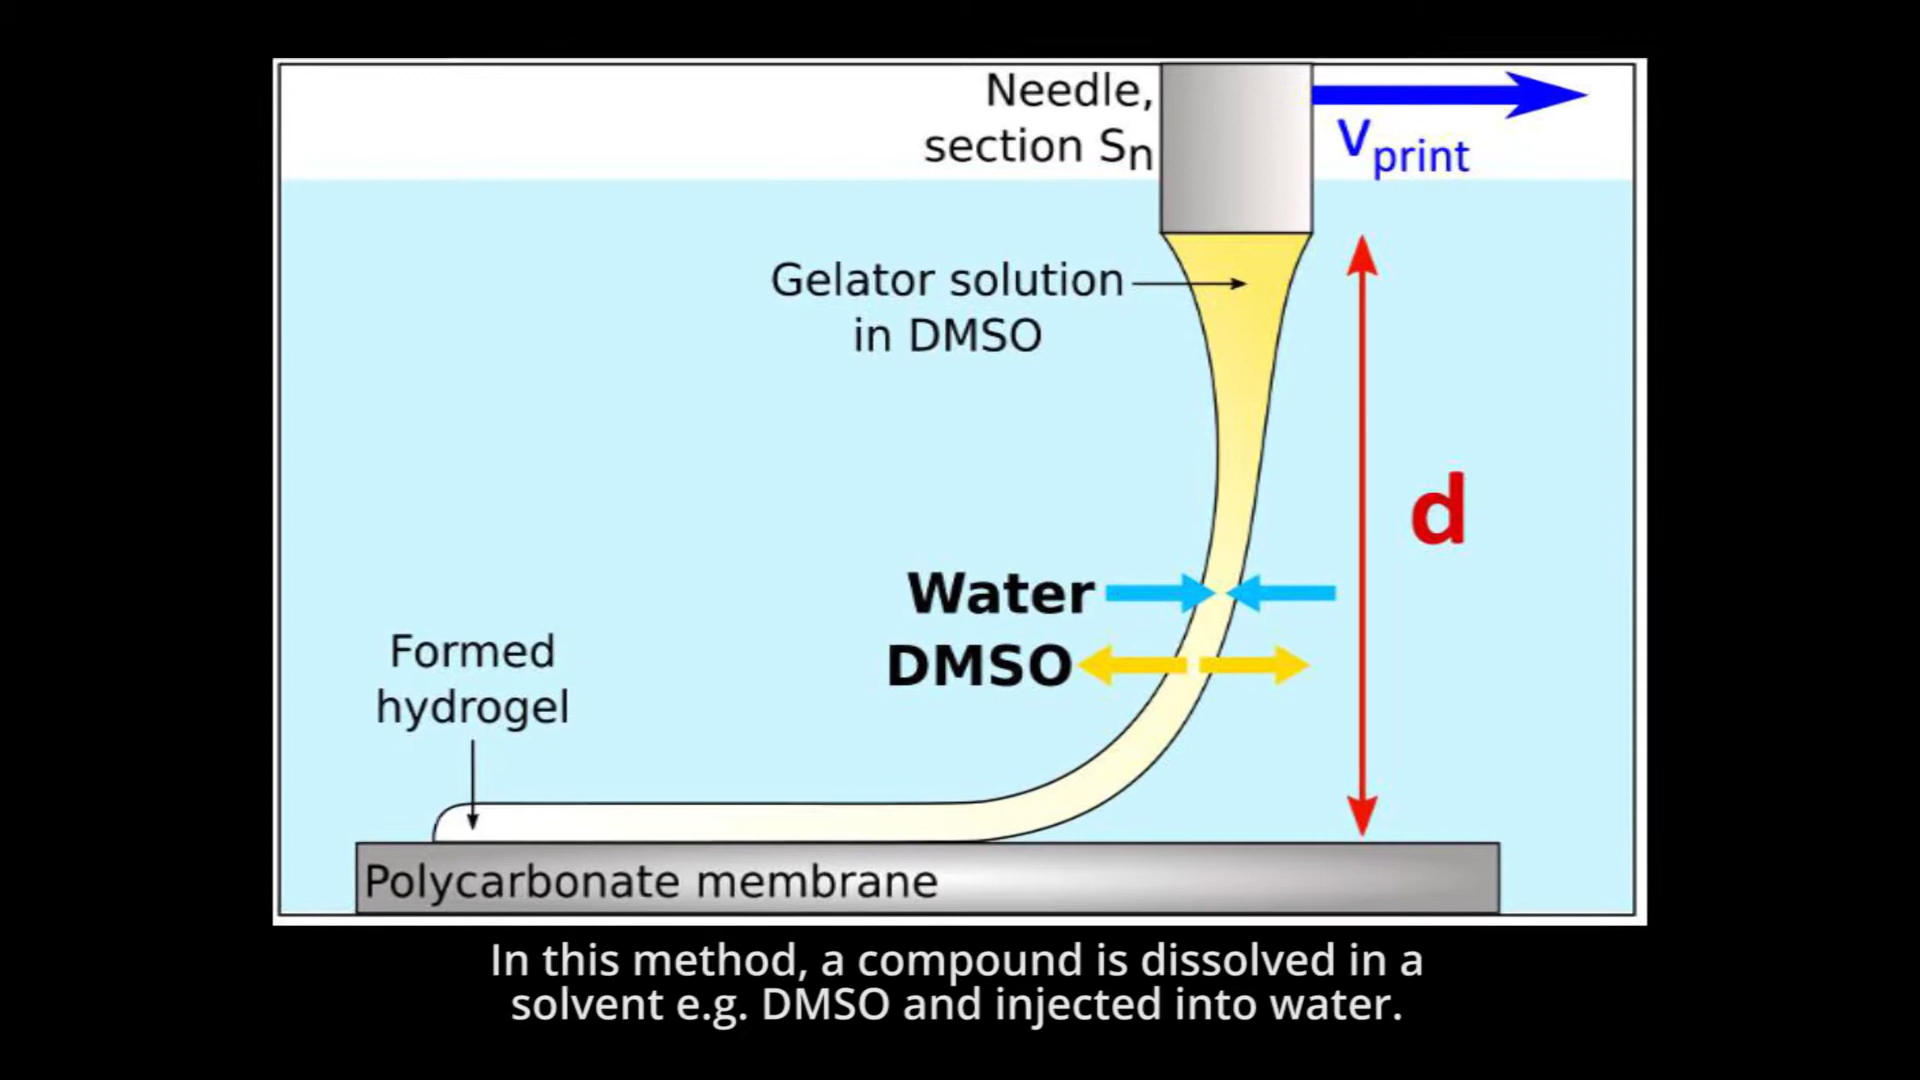 Needle,
section Sn
Vprint
Gelator solution
in DMSO
d
Water
DMSO
Formed
hydrogel
Polycarbonate membrane
In this method, a compound is dissolved in a
solvent e.g. DMSO and injected into water.